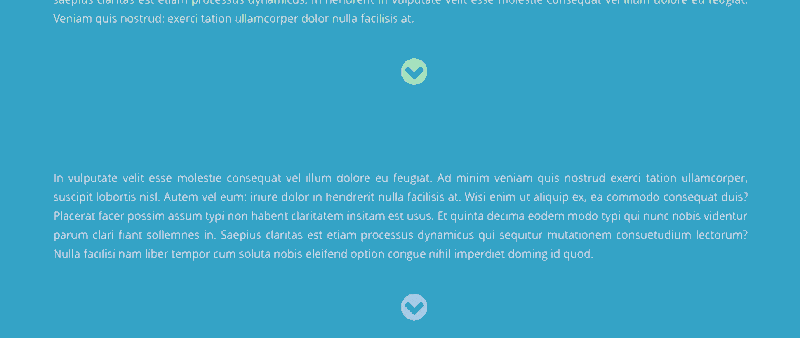 saepius claritas est etiam processus dynamicus. In hendrerit in vulputate velit esse molestie consequat vel illum dolore eu feugiat.
Veniam quis nostrud: exerci tation ullamcorper dolor nulla facilisis at.
In vulputate velit esse molestie consequat vel illum dolore eu feugiat. Ad minim veniam quis nostrud exerci tation ullamcorper,
suscipit lobortis nisl. Autem vel eum: iriure dolor in hendrerit nulla facilisis at. Wisi enim ut aliquip ex, ea commodo consequat duis?
Placerat facer possim assum typi non habent claritatem insitam est usus. Et quinta decima eodem modo typi qui nunc nobis videntur
parum clari fiant sollemnes in. Saepius claritas est etiam processus dynamicus qui sequitur mutationem consuetudium lectorum?
Nulla facilisi nam liber tempor cum soluta nobis eleifend option congue nihil imperdiet doming id quod.